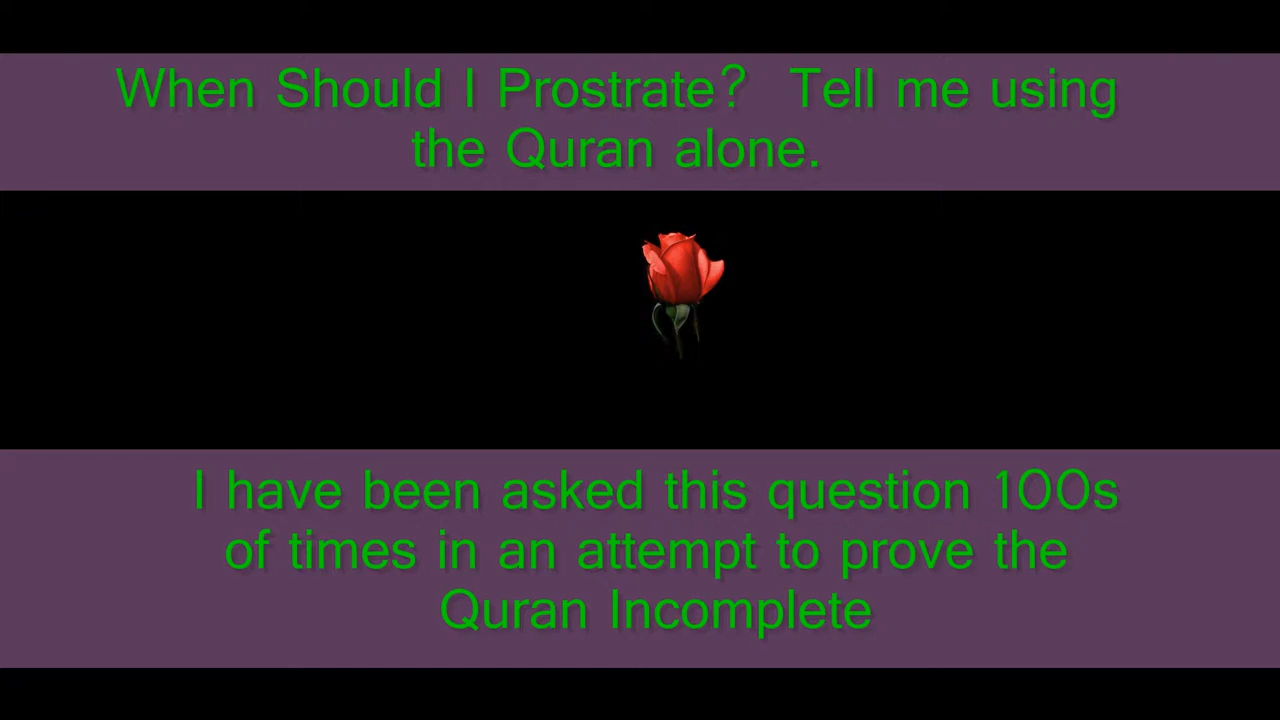 When Should I Prostrate? Tell me using
the Quran alone.
I have been asked this question 100s
of times in an attempt to prove the
Quran Incomplete